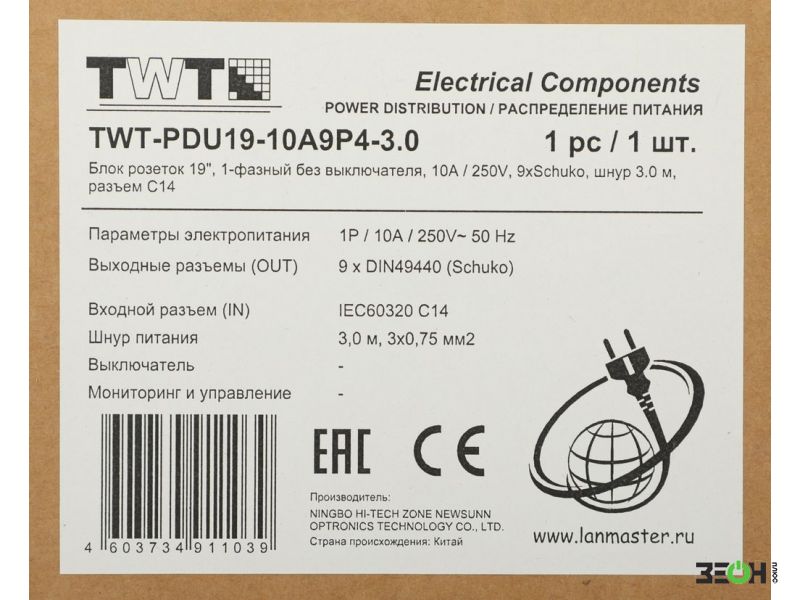 TWT
Electrical Components
POWER DISTRIBUTION / РАСПРЕДЕЛЕНИЕ ПИТАНИЯ
TWT-PDU19-10A9P4-3.0 1 pc / 1 шт.
Блок розеток 19", 1-фазный без выключателя, 10A / 250V, 9xSchuko, шнур 3.0 м,
разъем C14
Параметры электропитания 1P / 10A / 250V~ 50 Hz
Выходные разъемы (OUT) 9 x DIN49440 (Schuko)
Входной разъем (IN) IEC60320 C14
Шнур питания 3,0 м, 3х0,75 мм2
Выключатель -
Мониторинг и управление -
EAC CE
Производитель:
NINGBO HI-TECH ZONE NEWSUNN
OPTRONICS TECHNOLOGY CO., LTD.
Страна происхождения: Китай
4 603734 911039
www.lanmaster.ru
ЗЕОН
плюс